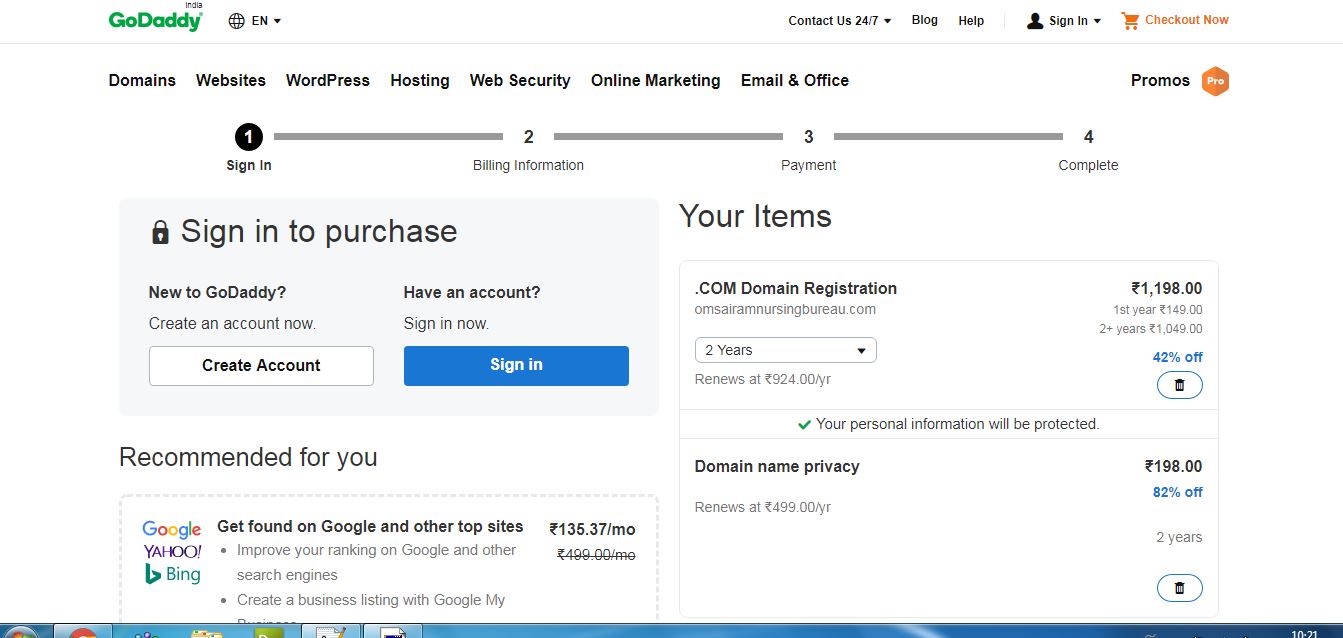 India
GoDaddy
EN
Contact Us 24/7
Blog
Help
Sign In
Checkout Now
Domains
Websites
WordPress
Hosting
Web Security
Online Marketing
Email & Office
Promos
Pro
1
2
3
4
Sign In
Billing Information
Payment
Complete
Sign in to purchase
New to GoDaddy?
Create an account now.
Create Account
Have an account?
Sign in now.
Sign in
Recommended for you
Google
YAHOO!
Bing
Get found on Google and other top sites
₹135.37/mo
₹499.00/mo
• Improve your ranking on Google and other
search engines
• Create a business listing with Google My
Business
Your Items
.COM Domain Registration
₹1,198.00
omsairamnursingbureau.com
1st year ₹149.00
2+ years ₹1,049.00
2 Years
42% off
Renews at ₹924.00/yr
Your personal information will be protected.
Domain name privacy
₹198.00
82% off
Renews at ₹499.00/yr
2 years
10:21